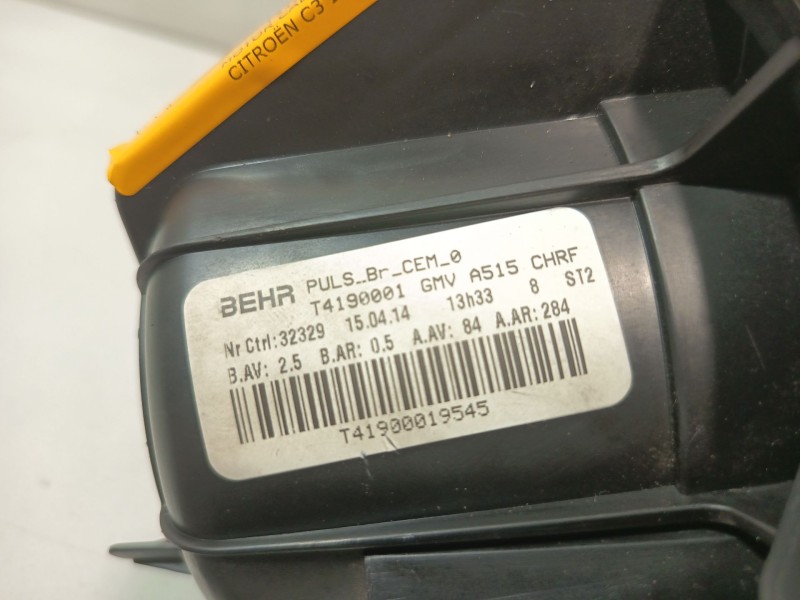 CITROËN C3
BEHR PULS_Br_CEM_0
T4190001 GMV A515 CHRF
Nr Ctrl:32329 15.04.14 13h33 8 ST2
B.AV: 2.5 B.AR: 0.5 A.AV: 84 A.AR: 284
T41900019545